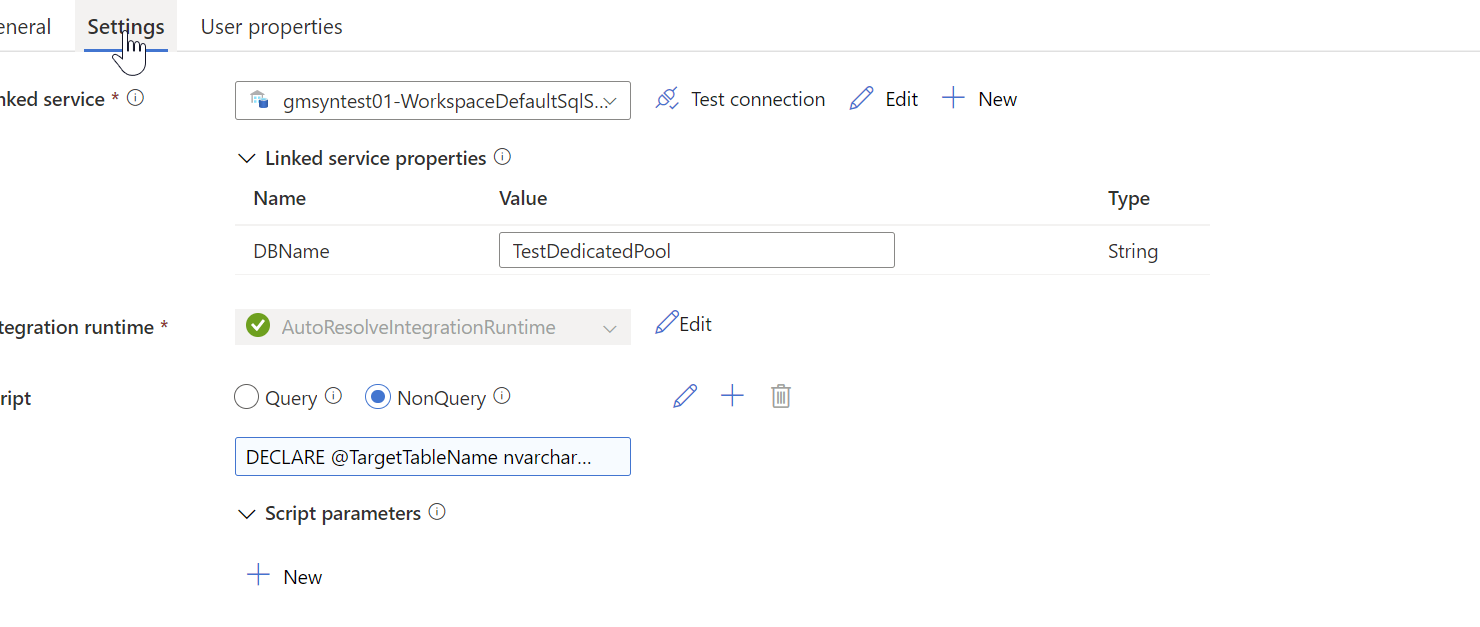 eneral Settings User properties
nked service * gmsyntest01-WorkspaceDefaultSqlS... Test connection Edit New
Linked service properties
Name Value Type
DBName TestDedicatedPool String
tegration runtime * AutoResolveIntegrationRuntime Edit
ript Query NonQuery
DECLARE @TargetTableName nvarchar...
Script parameters
New